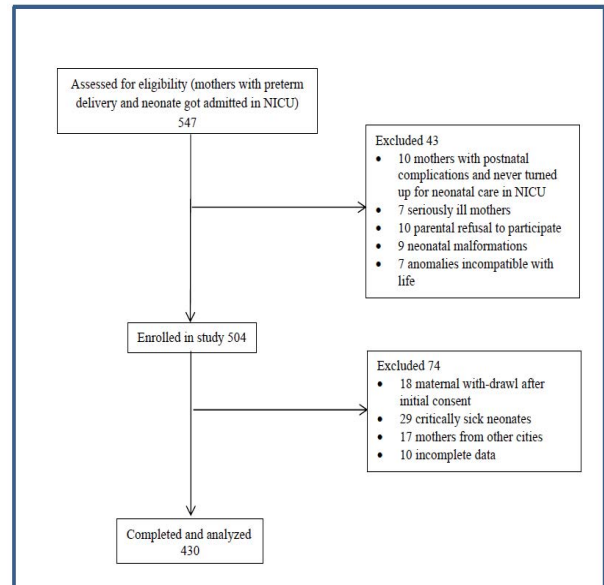 Assessed for eligibility (mothers with preterm
delivery and neonate got admitted in NICU)
547
Excluded 43
• 10 mothers with postnatal
complications and never turned
up for neonatal care in NICU
• 7 seriously ill mothers
• 10 parental refusal to participate
• 9 neonatal malformations
• 7 anomalies incompatible with
life
Enrolled in study 504
Excluded 74
• 18 maternal with-drawl after
initial consent
• 29 critically sick neonates
• 17 mothers from other cities
• 10 incomplete data
Completed and analyzed
430